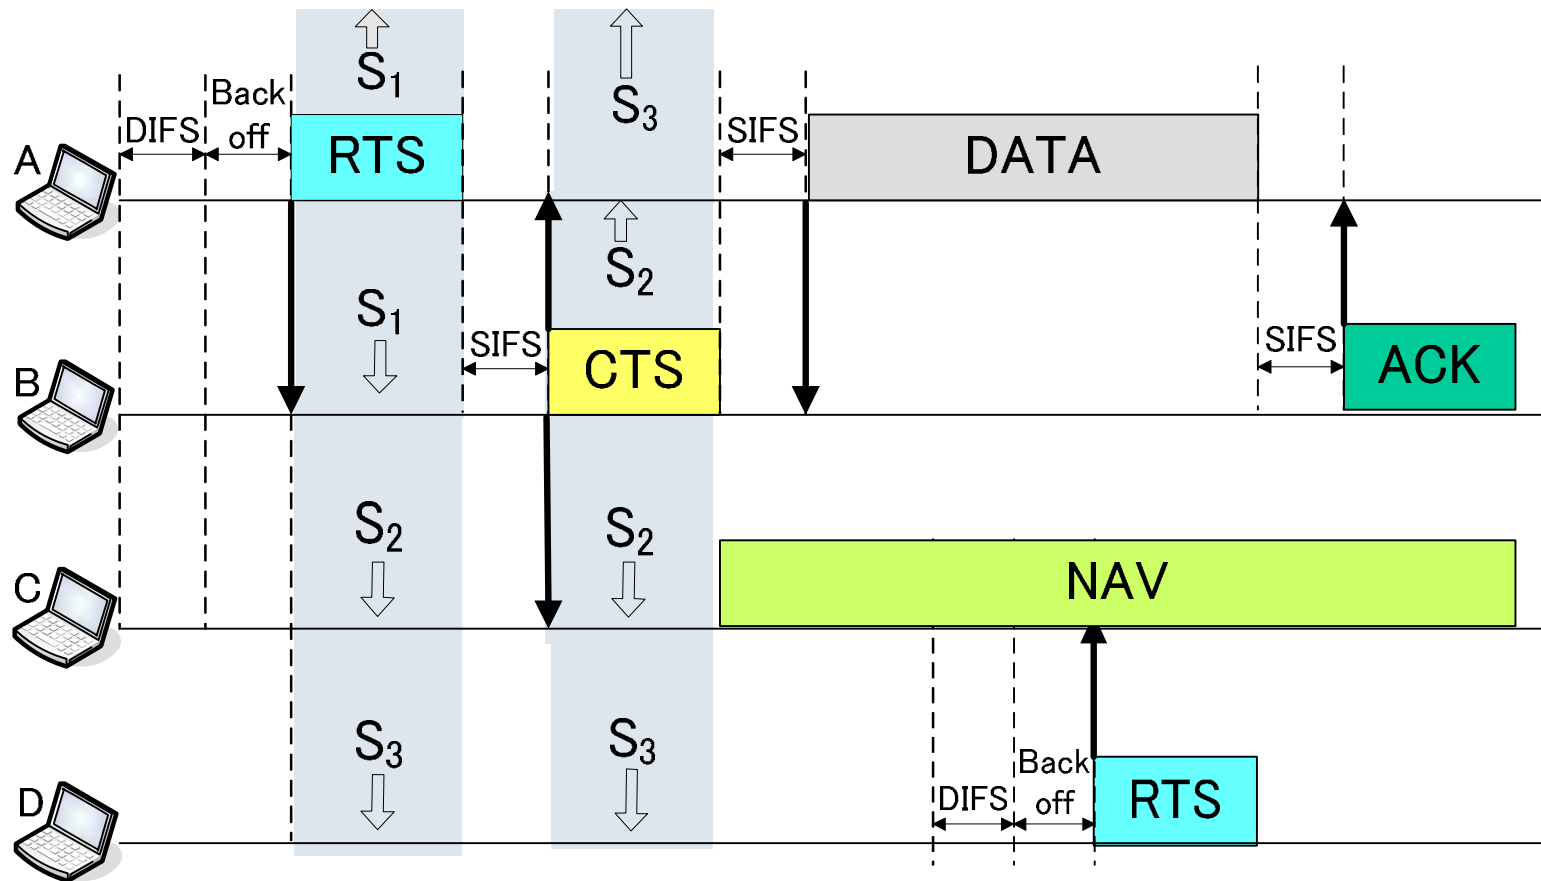 S1
S3
Back
off
DIFS
A
RTS
SIFS
DATA
S2
S1
SIFS
CTS
SIFS
ACK
B
S2
S2
C
NAV
S3
S3
D
DIFS
Back
off
RTS